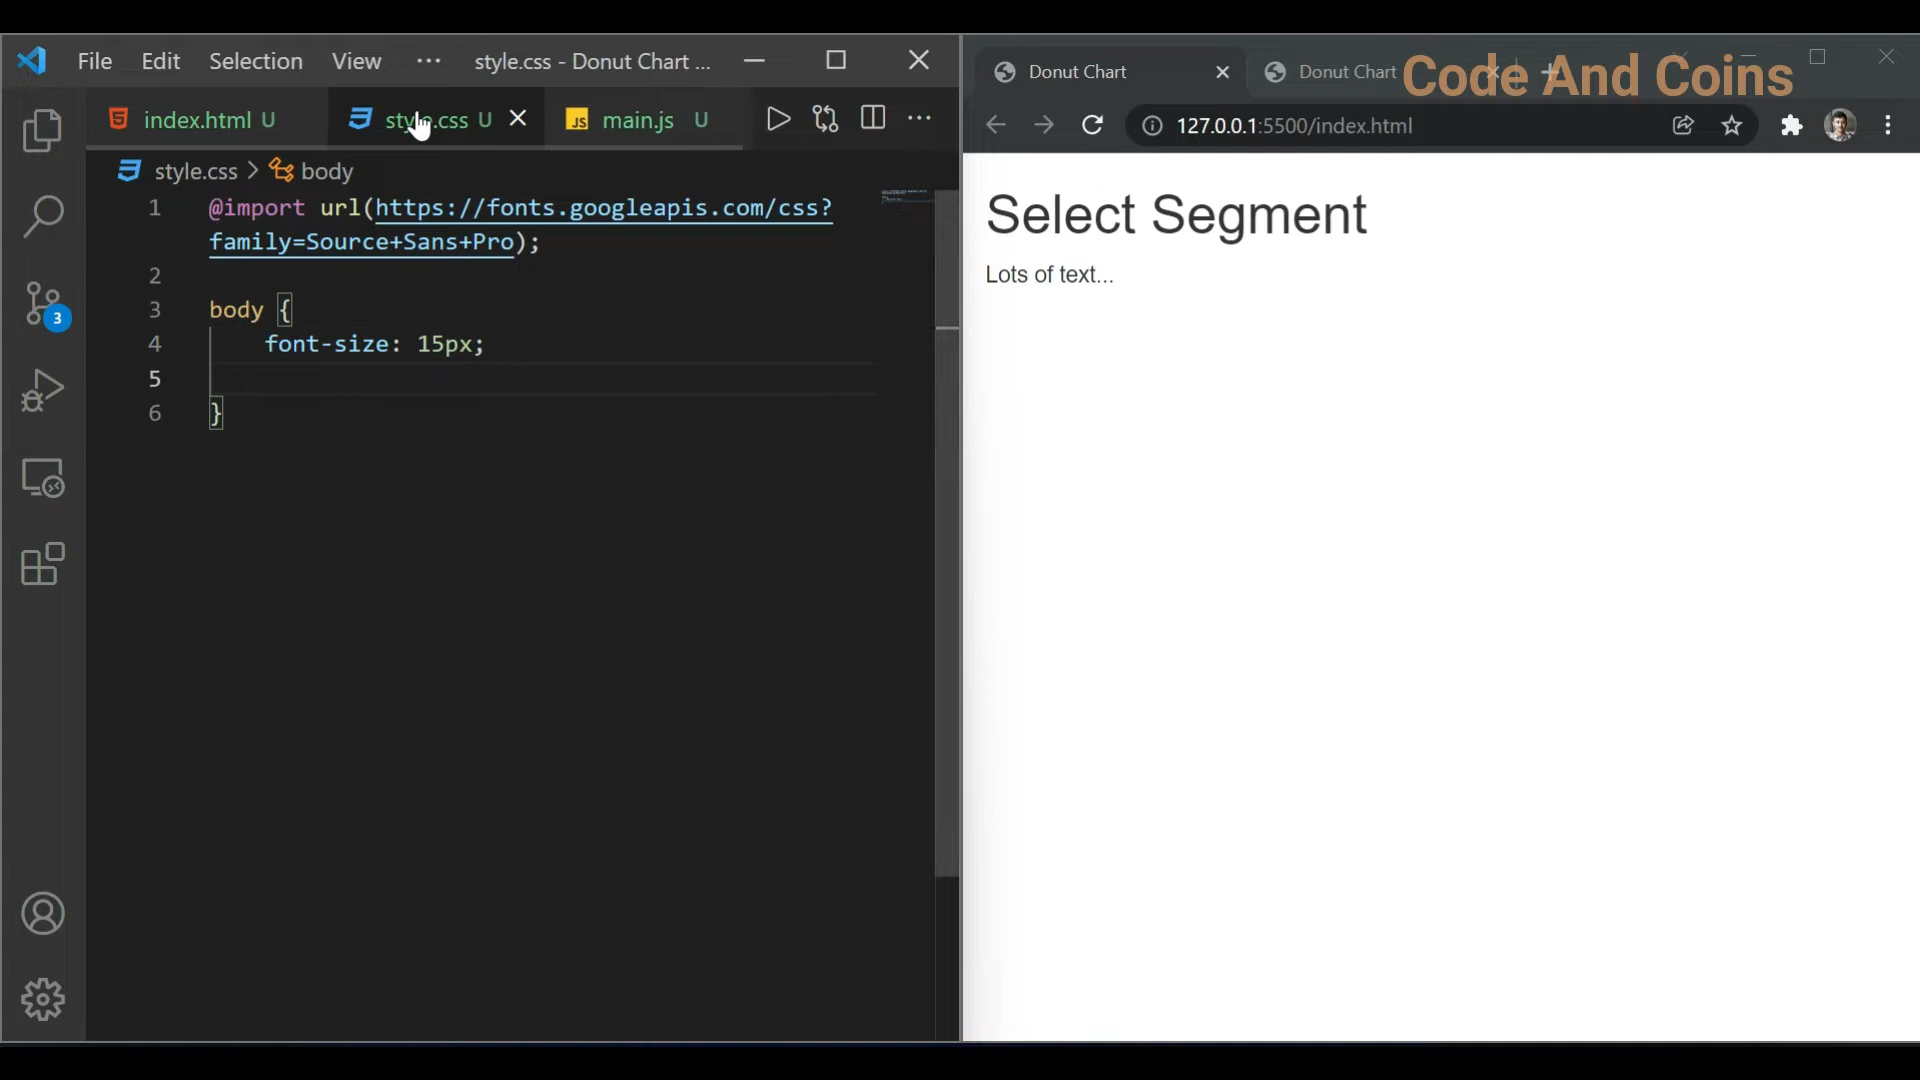 File Edit Selection View ··· style.css - Donut Chart ...
index.html U style.css U main.js U
style.css > body
1 @import url(https://fonts.googleapis.com/css?
family=Source+Sans+Pro);
2
3 body {
4 font-size: 15px;
5
6 }
3
Donut Chart Donut Chart
Code And Coins
127.0.0.1:5500/index.html
Select Segment
Lots of text...